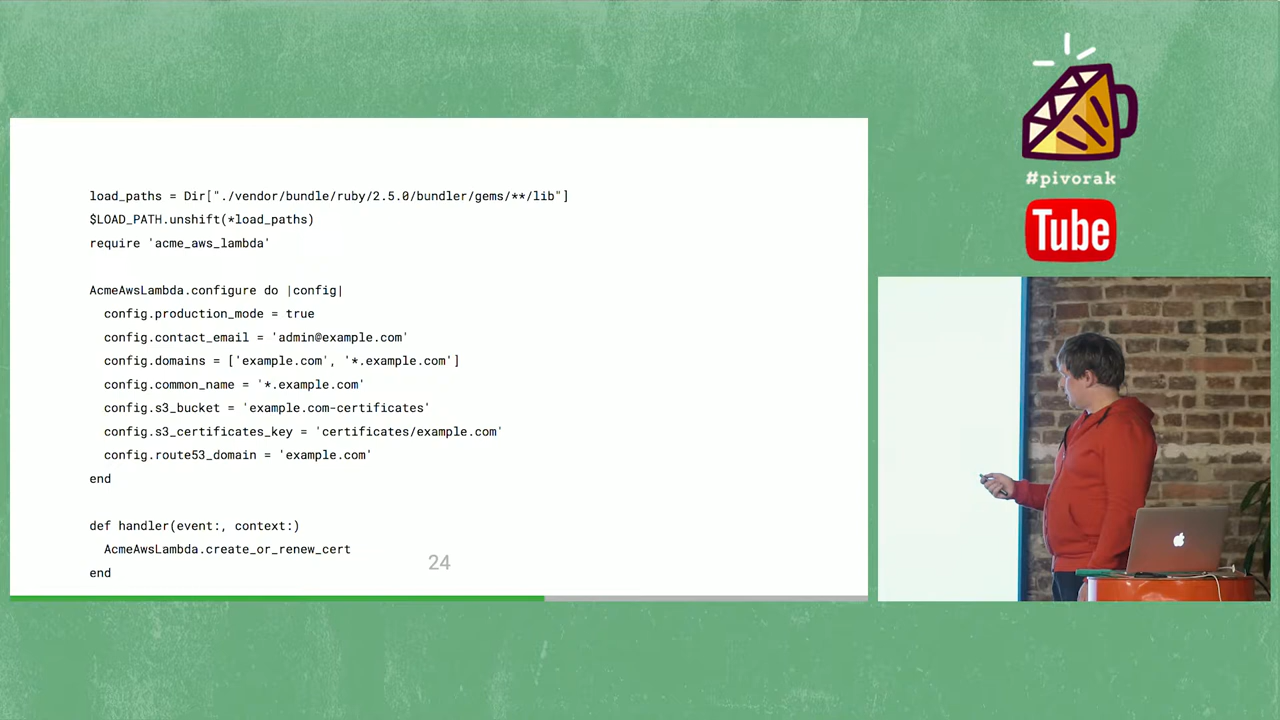 load_paths = Dir["./vendor/bundle/ruby/2.5.0/bundler/gems/**/lib"]
$LOAD_PATH.unshift(*load_paths)
require 'acme_aws_lambda'
AcmeAwsLambda.configure do |config|
  config.production_mode = true
  config.contact_email = 'admin@example.com'
  config.domains = ['example.com', '*.example.com']
  config.common_name = '*.example.com'
  config.s3_bucket = 'example.com-certificates'
  config.s3_certificates_key = 'certificates/example.com'
  config.route53_domain = 'example.com'
end
def handler(event:, context:)
  AcmeAwsLambda.create_or_renew_cert
end
24
#pivorak
Tube